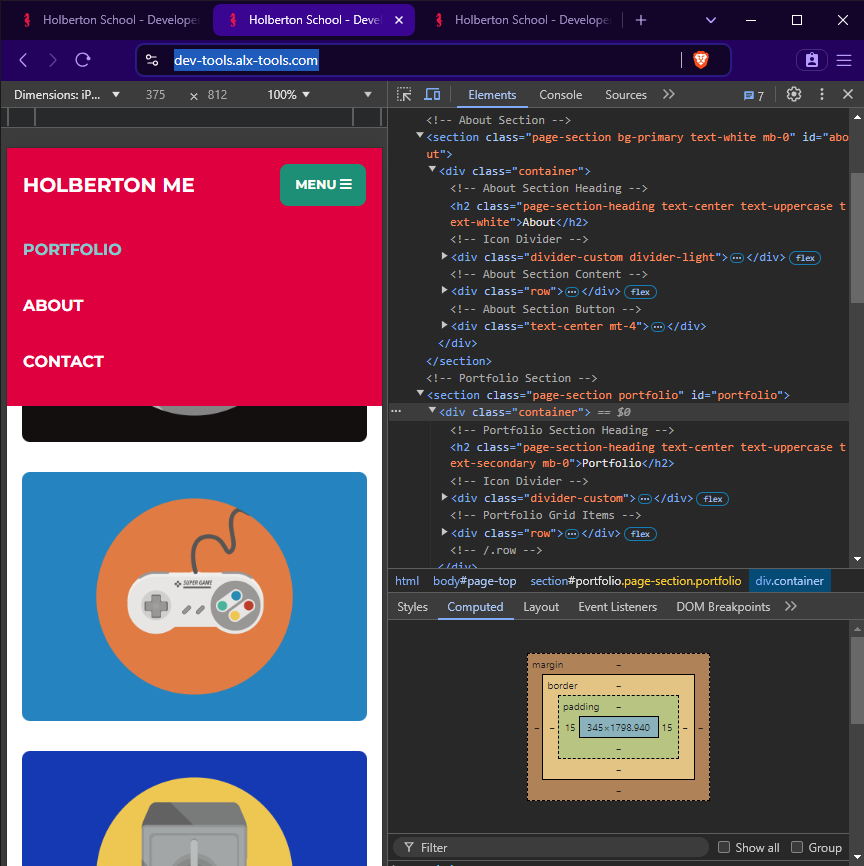 Holberton School - Develope
Holberton School - Deve
Holberton School - Develope
dev-tools.alx-tools.com
Dimensions: iP...
375
×
812
100%
HOLBERTON ME
MENU
PORTFOLIO
ABOUT
CONTACT
SUPER GAME
Elements
Console
Sources
7
<!-- About Section -->
<section class="page-section bg-primary text-white mb-0" id="abo
ut">
<div class="container">
<!-- About Section Heading -->
<h2 class="page-section-heading text-center text-uppercase t
ext-white">About</h2>
<!-- Icon Divider -->
<div class="divider-custom divider-light">…</div> flex
<!-- About Section Content -->
<div class="row">…</div> flex
<!-- About Section Button -->
<div class="text-center mt-4">…</div>
</div>
</section>
<!-- Portfolio Section -->
<section class="page-section portfolio" id="portfolio">
… <div class="container"> == $0
<!-- Portfolio Section Heading -->
<h2 class="page-section-heading text-center text-uppercase t
ext-secondary mb-0">Portfolio</h2>
<!-- Icon Divider -->
<div class="divider-custom">…</div> flex
<!-- Portfolio Grid Items -->
<div class="row">…</div> flex
<!-- /.row -->
</div>
html body#page-top section#portfolio.page-section.portfolio div.container
Styles Computed Layout Event Listeners DOM Breakpoints
margin –
border –
padding –
– – 15 345×1798.940 15 – –
–
–
–
Filter
Show all
Group